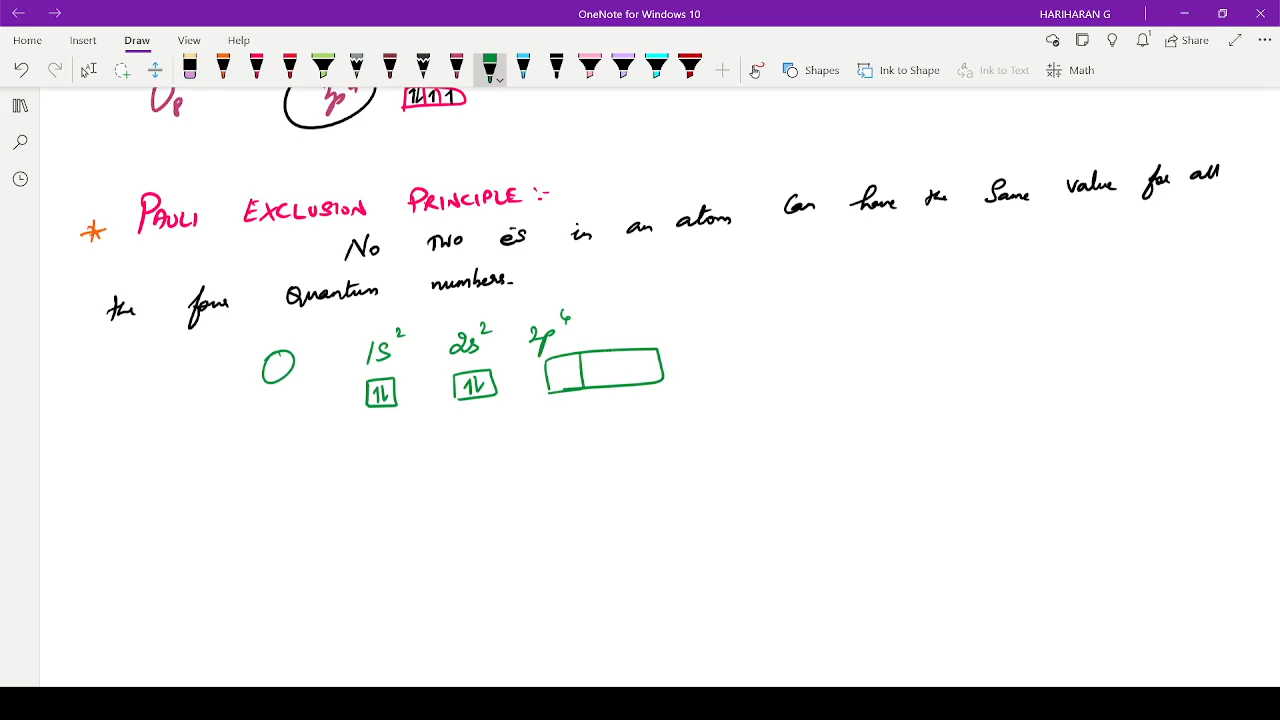 OneNote for Windows 10
HARIHARAN G
Home Insert Draw View Help
Share
Shapes Ink to Shape Ink to Text Math
* PAULI EXCLUSION PRINCIPLE :-
No Two es in an atom Can have the Same value for all
the four Quantum numbers.
O 1s² 2s² 2p⁴
⥮ ⥮